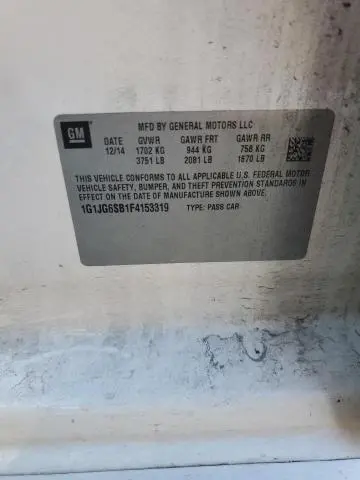 GM
MFD BY GENERAL MOTORS LLC
DATE GVWR GAWR FRT GAWR RR
12/14 1702 KG 944 KG 758 KG
3751 LB 2081 LB 1670 LB
THIS VEHICLE CONFORMS TO ALL APPLICABLE U.S. FEDERAL MOTOR
VEHICLE SAFETY, BUMPER, AND THEFT PREVENTION STANDARDS IN
EFFECT ON THE DATE OF MANUFACTURE SHOWN ABOVE.
1G1JG6SB1F4153319 TYPE: PASS CAR